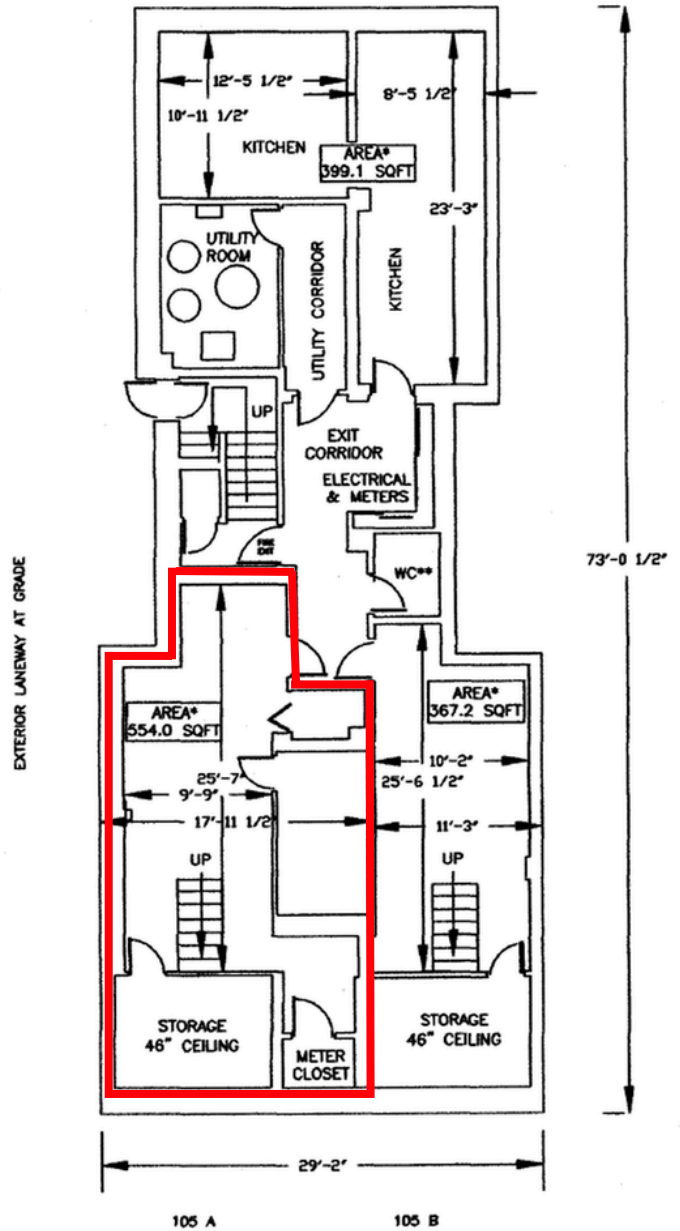 12'-5 1/2"
8'-5 1/2"
10'-11 1/2"
KITCHEN
AREA*
399.1 SQFT
23'-3"
UTILITY
ROOM
UTILITY CORRIDOR
KITCHEN
UP
EXIT
CORRIDOR
ELECTRICAL
& METERS
FIRE
EXIT
WC**
73'-0 1/2"
EXTERIOR LANEWAY AT GRADE
AREA*
554.0 SQFT
AREA*
367.2 SQFT
25'-7"
9'-9"
17'-11 1/2
10'-2"
25'-6 1/2"
11'-3"
UP
UP
STORAGE
46" CEILING
METER
CLOSET
STORAGE
46" CEILING
29'-2"
105 A
105 B